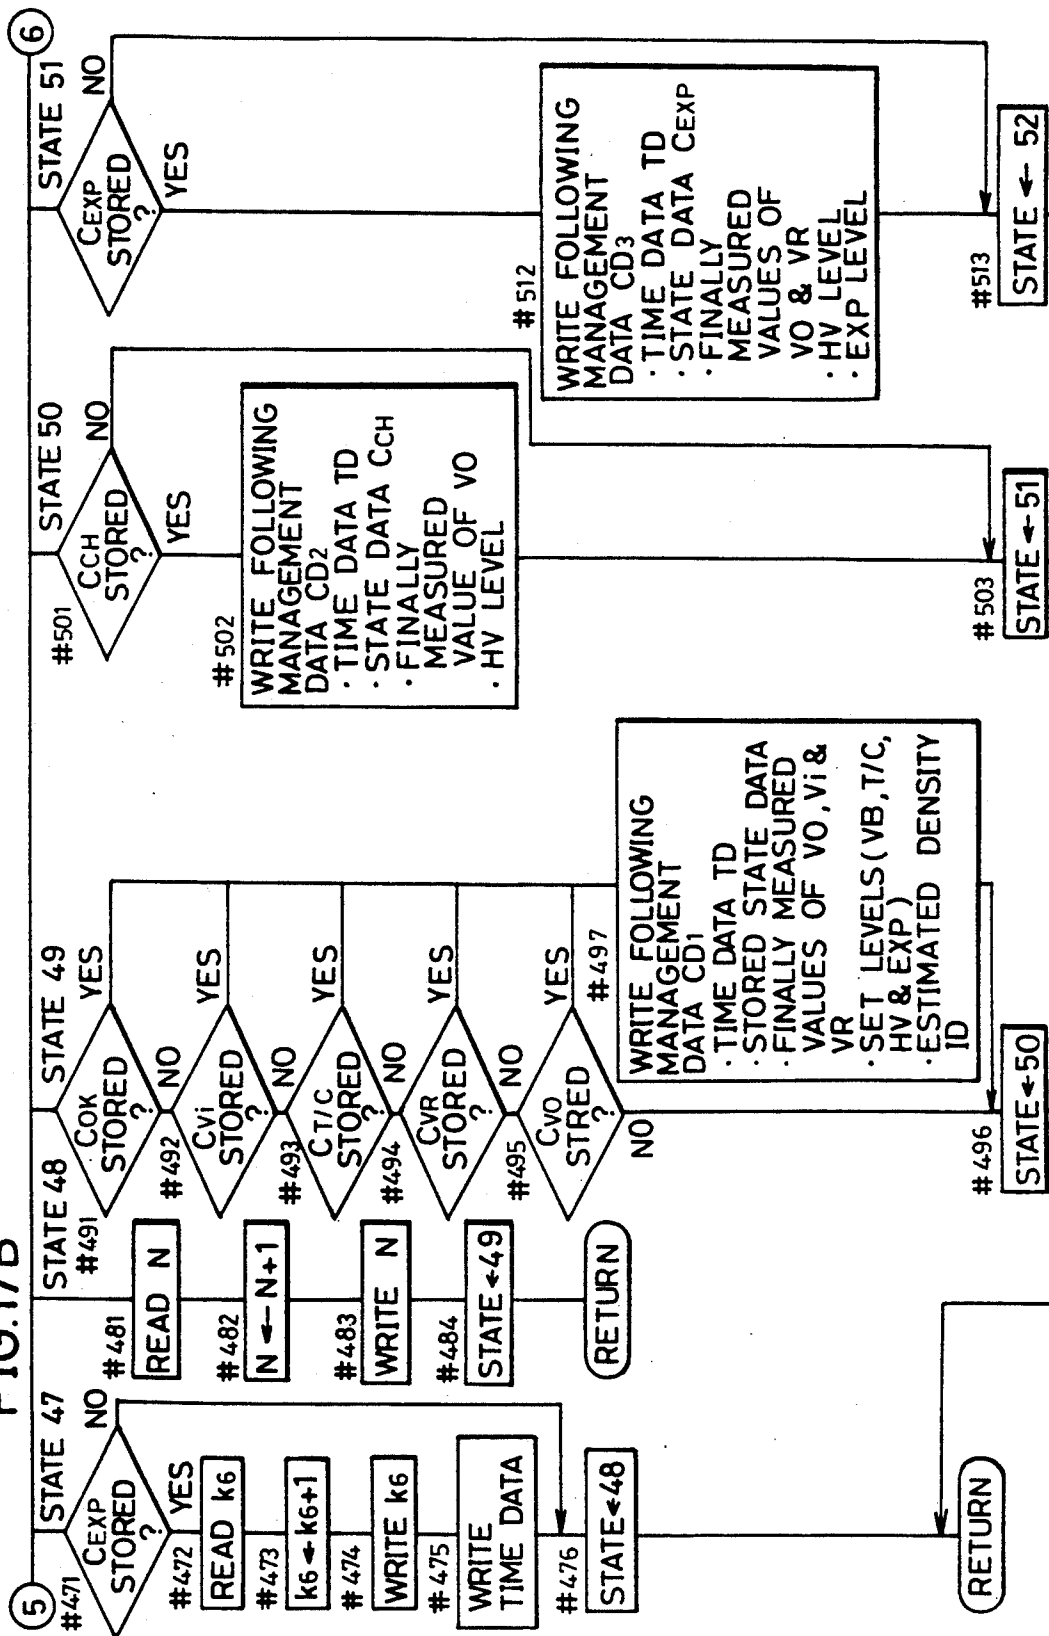 FIG.17B
5
STATE 47
#471
CEXP
STORED
?
NO
YES
#472
READ k6
#473
k6←k6+1
#474
WRITE k6
#475
WRITE
TIME DATA
#476
STATE←48
RETURN
STATE 48
#481
READ N
#482
N←N+1
#483
WRITE N
#484
STATE←49
RETURN
STATE 49
#491
COK
STORED
?
YES
NO
#492
CVi
STORED
?
YES
NO
#493
CT/C
STORED
?
YES
NO
#494
CVR
STORED
?
YES
NO
#495
CVO
STRED
?
YES
NO
#497
WRITE FOLLOWING
MANAGEMENT
DATA CD1
· TIME DATA TD
· STORED STATE DATA
· FINALLY MEASURED
VALUES OF VO, Vi &
VR
· SET LEVELS(VB,T/C,
HV & EXP)
· ESTIMATED DENSITY
ID
#496
STATE←50
STATE 50
#501
CCH
STORED
?
NO
YES
#502
WRITE FOLLOWING
MANAGEMENT
DATA CD2
· TIME DATA TD
· STATE DATA CCH
· FINALLY
MEASURED
VALUE OF VO
· HV LEVEL
#503
STATE←51
STATE 51
6
CEXP
STORED
?
NO
YES
#512
WRITE FOLLOWING
MANAGEMENT
DATA CD3
· TIME DATA TD
· STATE DATA CEXP
· FINALLY
MEASURED
VALUES OF
VO & VR
· HV LEVEL
· EXP LEVEL
#513
STATE ← 52